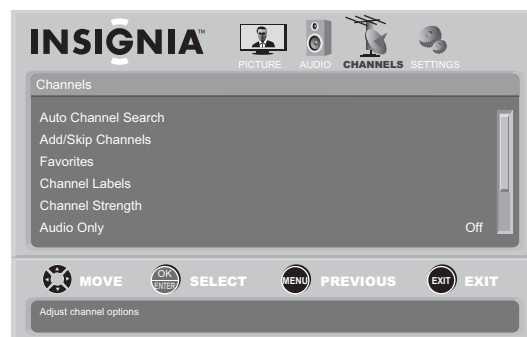 INSIGNIA™
PICTURE AUDIO CHANNELS SETTINGS
Channels
Auto Channel Search
Add/Skip Channels
Favorites
Channel Labels
Channel Strength
Audio Only Off
MOVE OK ENTER SELECT MENU PREVIOUS EXIT EXIT
Adjust channel options